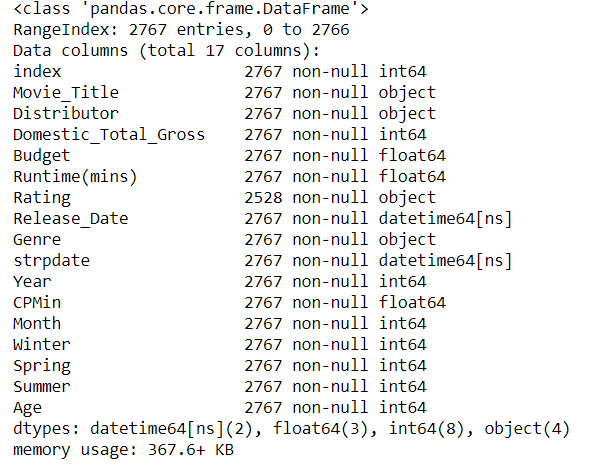 <class 'pandas.core.frame.DataFrame'>
RangeIndex: 2767 entries, 0 to 2766
Data columns (total 17 columns):
index                   2767 non-null int64
Movie_Title             2767 non-null object
Distributor             2767 non-null object
Domestic_Total_Gross    2767 non-null int64
Budget                  2767 non-null float64
Runtime(mins)           2767 non-null float64
Rating                  2528 non-null object
Release_Date            2767 non-null datetime64[ns]
Genre                   2767 non-null object
strpdate                2767 non-null datetime64[ns]
Year                    2767 non-null int64
CPMin                   2767 non-null float64
Month                   2767 non-null int64
Winter                  2767 non-null int64
Spring                  2767 non-null int64
Summer                  2767 non-null int64
Age                     2767 non-null int64
dtypes: datetime64[ns](2), float64(3), int64(8), object(4)
memory usage: 367.6+ KB